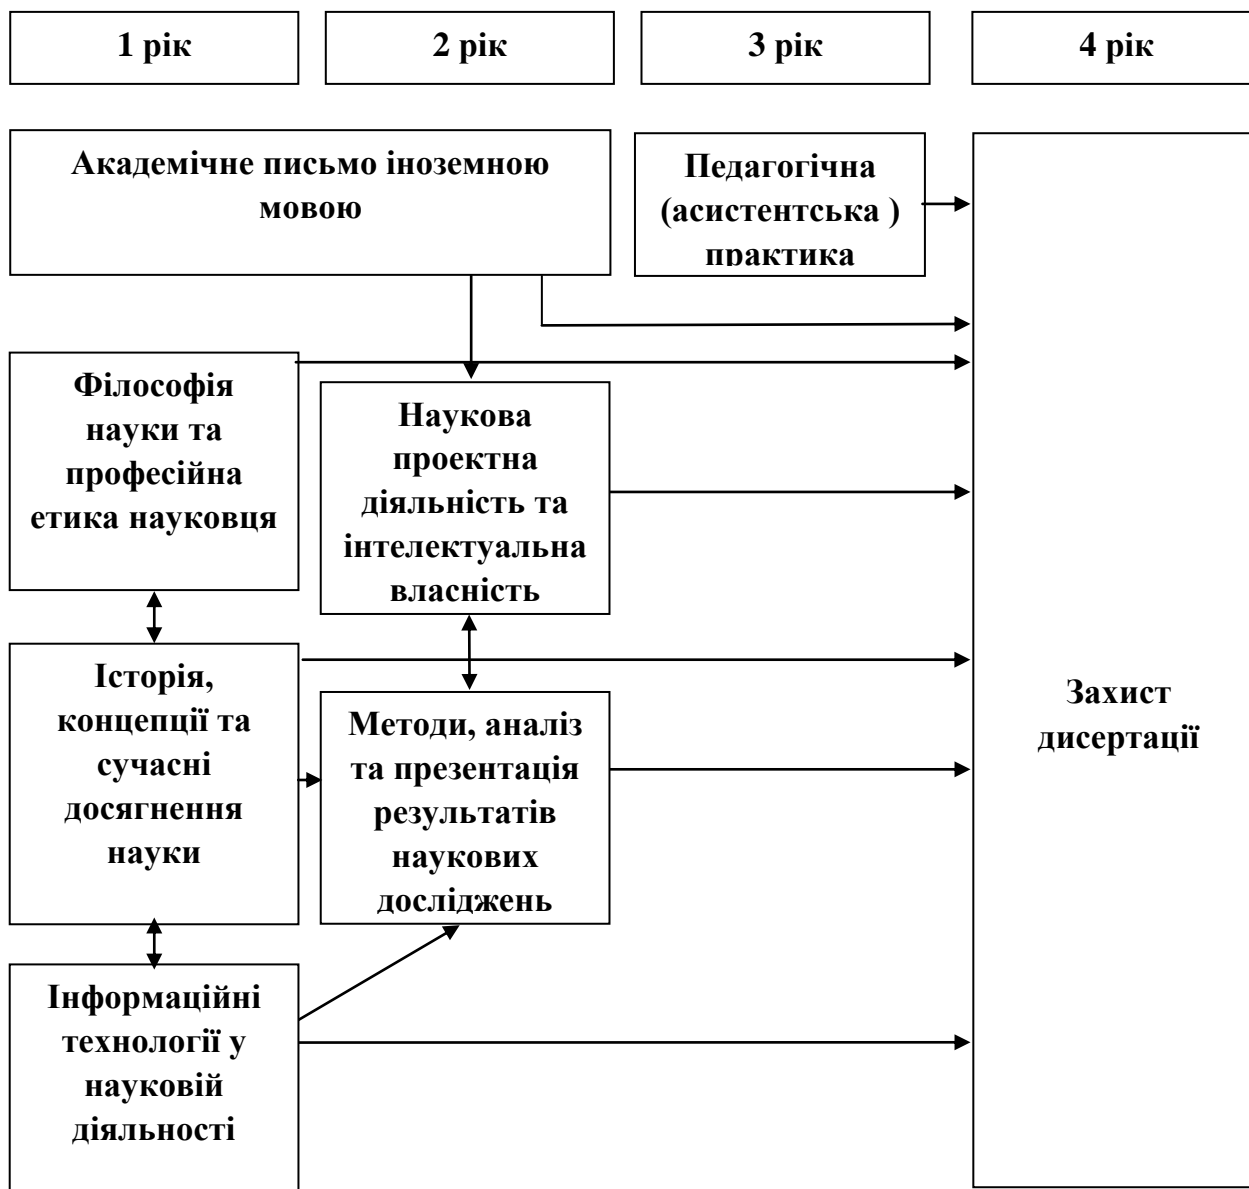 1 рік
2 рік
3 рік
4 рік
Академічне письмо іноземною
мовою
Педагогічна
(асистентська )
практика
Філософія
науки та
професійна
етика науковця
Наукова
проектна
діяльність та
інтелектуальна
власність
Історія,
концепції та
сучасні
досягнення
науки
Методи, аналіз
та презентація
результатів
наукових
досліджень
Захист
дисертації
Інформаційні
технології у
науковій
діяльності